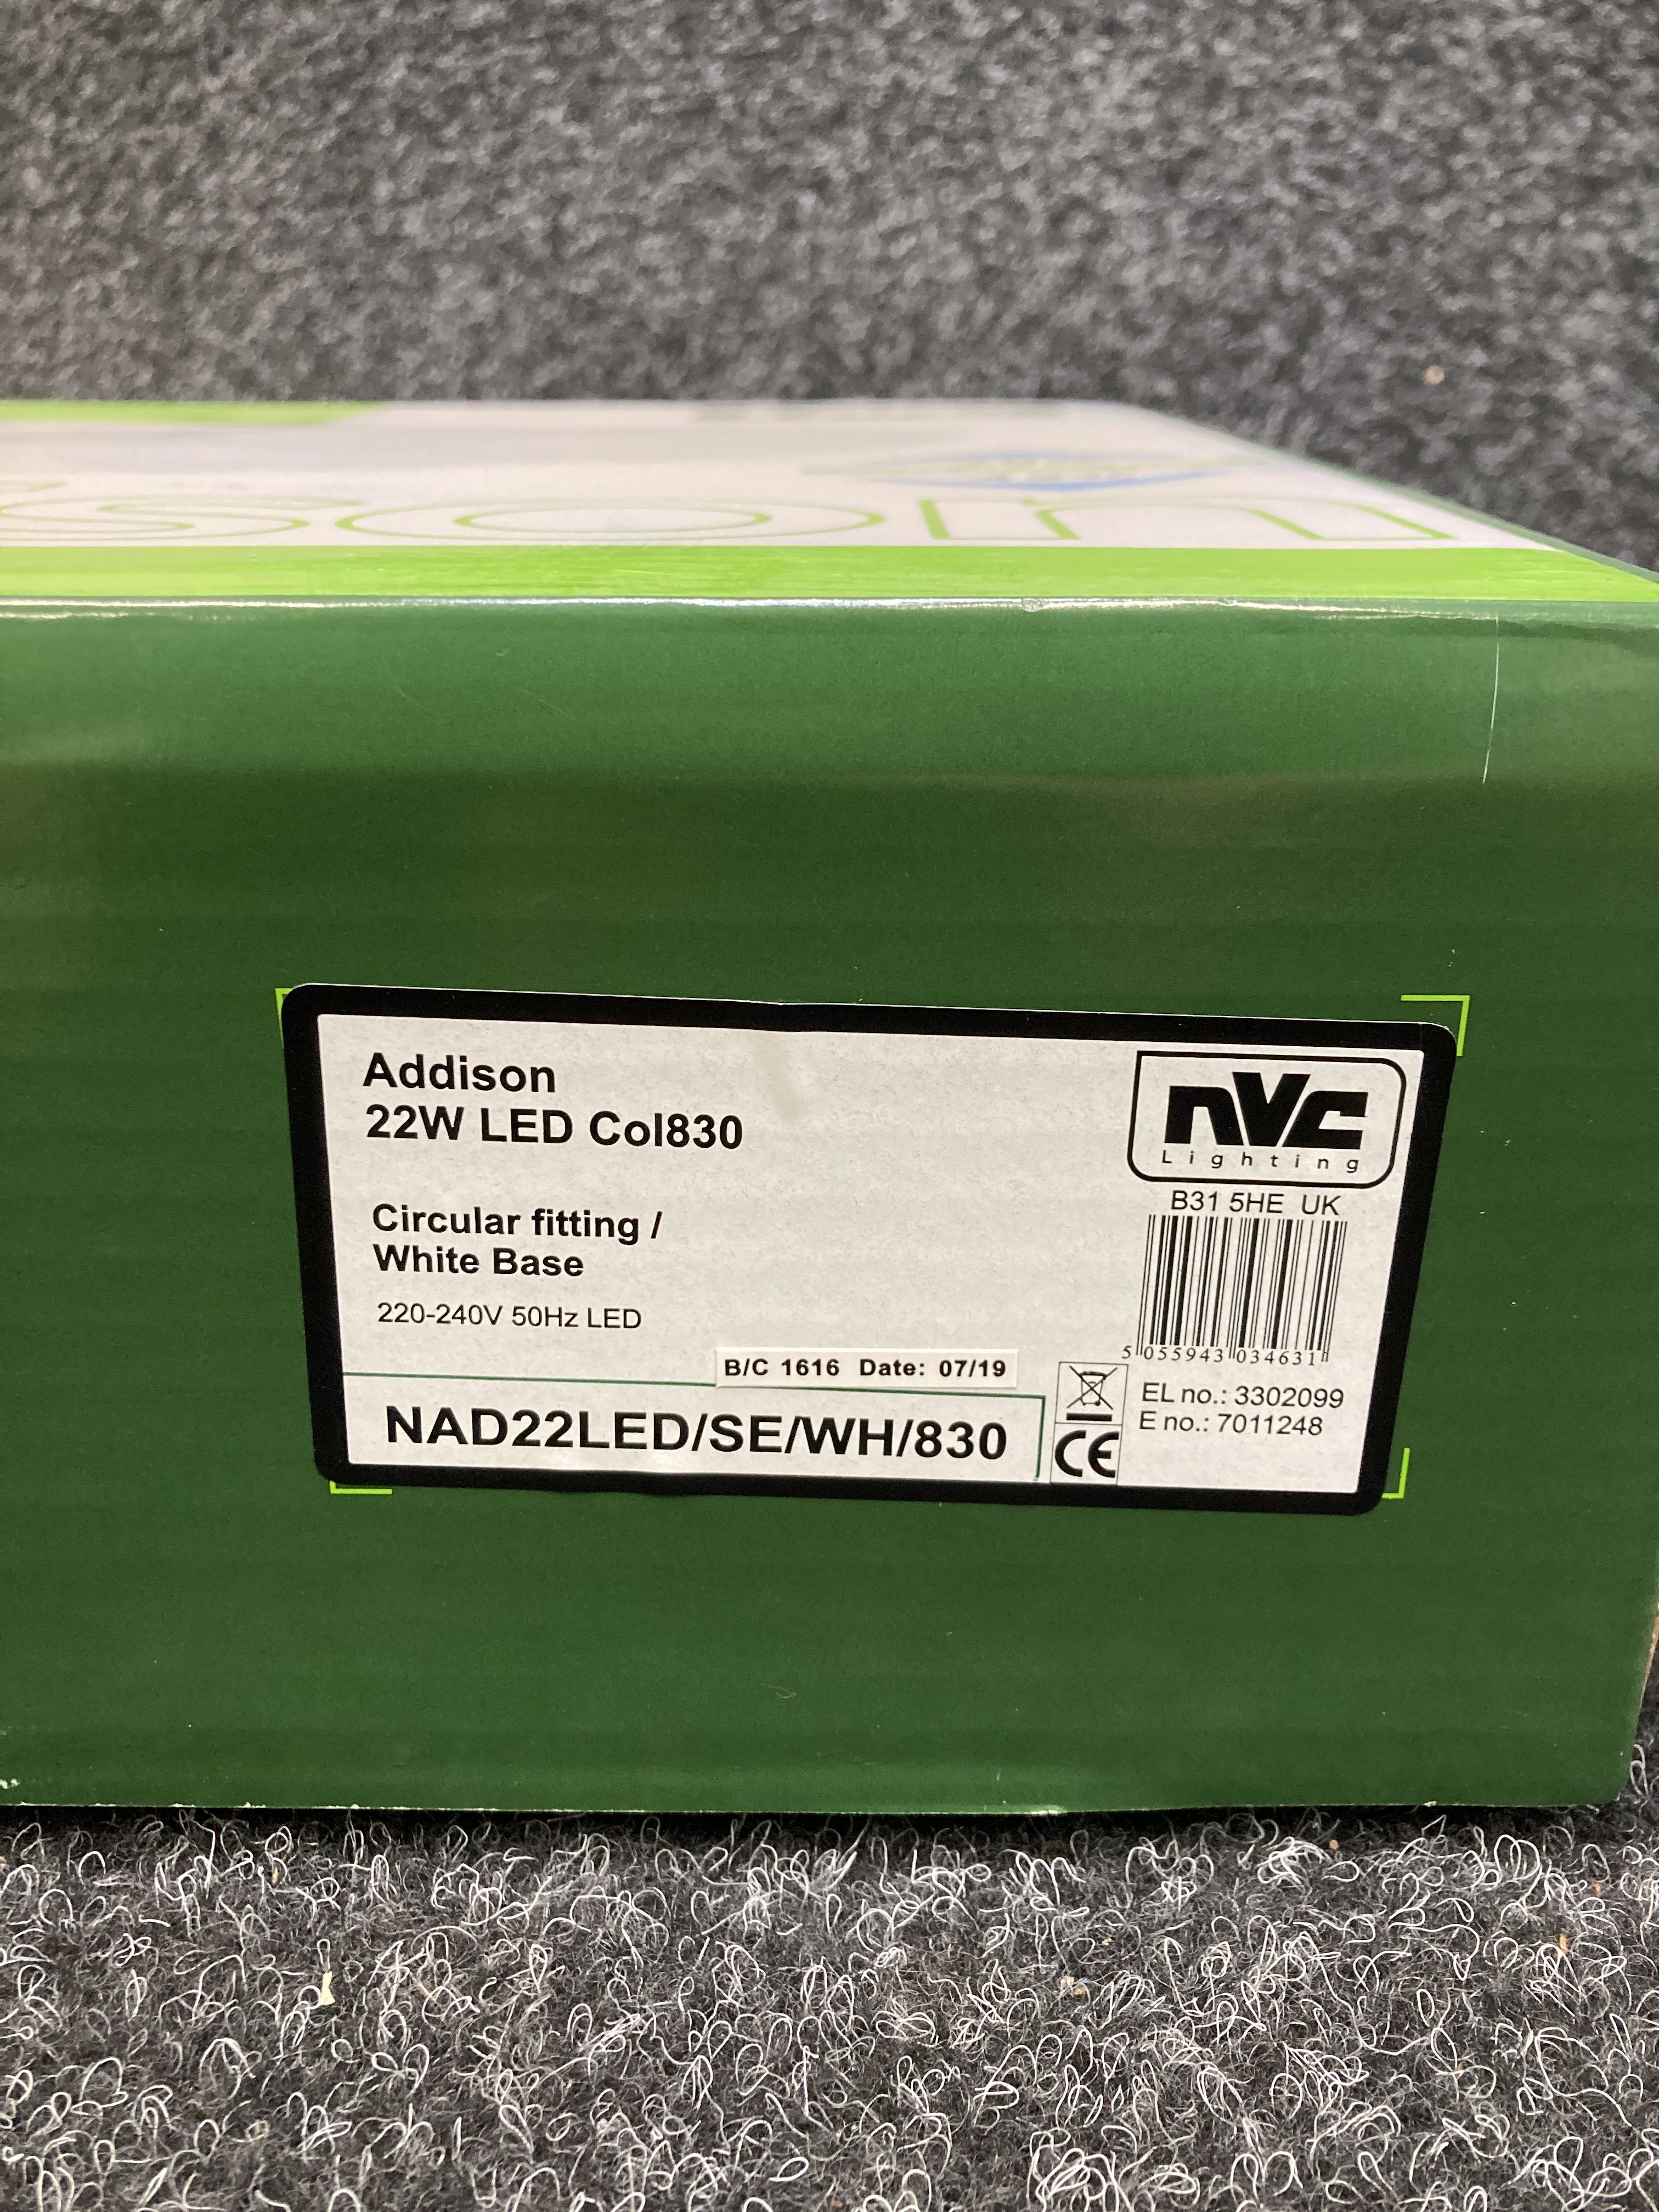 son
Addison
22W LED Col830
Circular fitting /
White Base
220-240V 50Hz LED
B/C 1616 Date: 07/19
NAD22LED/SE/WH/830
nvc
Lighting
B31 5HE UK
5 055943 034631
EL no.: 3302099
E no.: 7011248
CE